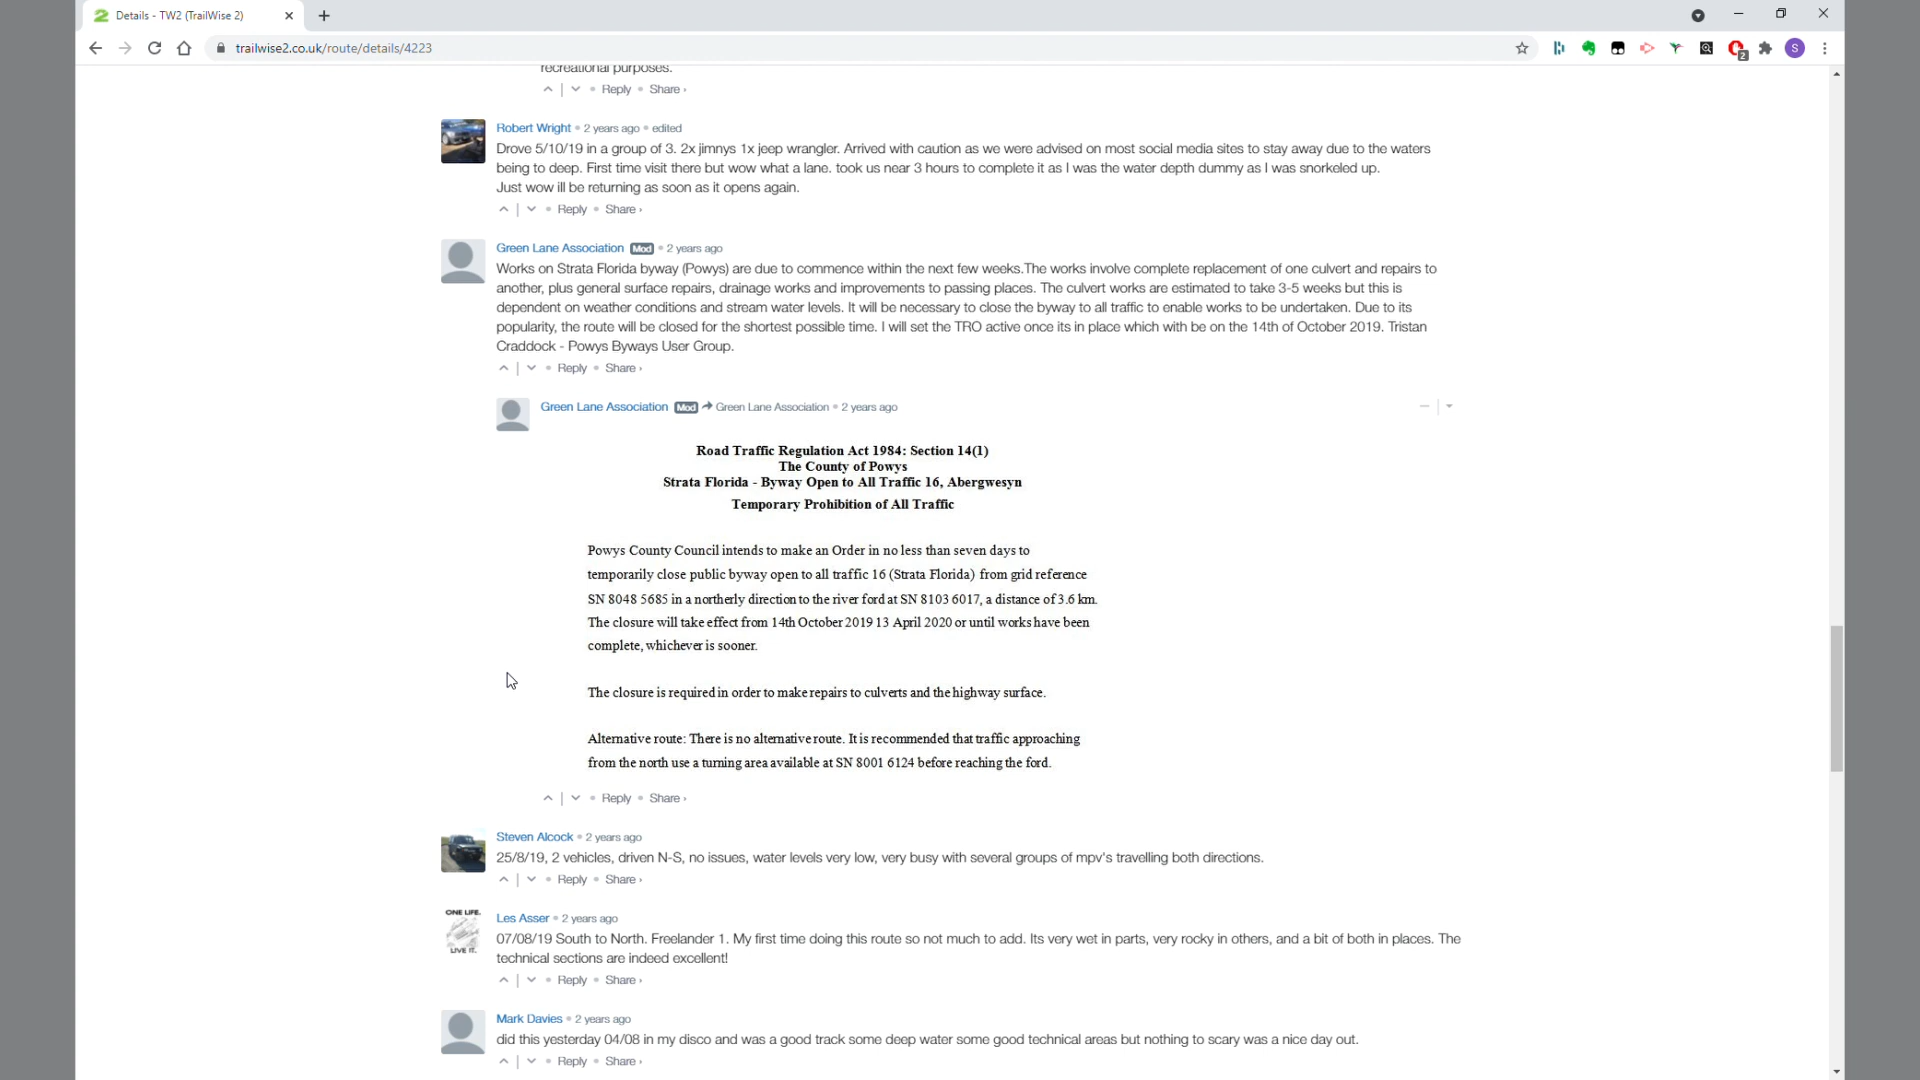 Details - TW2 (TrailWise 2)
trailwise2.co.uk/route/details/4223
S
2
recreational purposes.
Reply • Share ›
Robert Wright • 2 years ago • edited
Drove 5/10/19 in a group of 3. 2x jimnys 1x jeep wrangler. Arrived with caution as we were advised on most social media sites to stay away due to the waters
being to deep. First time visit there but wow what a lane. took us near 3 hours to complete it as I was the water depth dummy as I was snorkeled up.
Just wow ill be returning as soon as it opens again.
Reply • Share ›
Green Lane Association Mod • 2 years ago
Works on Strata Florida byway (Powys) are due to commence within the next few weeks.The works involve complete replacement of one culvert and repairs to
another, plus general surface repairs, drainage works and improvements to passing places. The culvert works are estimated to take 3-5 weeks but this is
dependent on weather conditions and stream water levels. It will be necessary to close the byway to all traffic to enable works to be undertaken. Due to its
popularity, the route will be closed for the shortest possible time. I will set the TRO active once its in place which with be on the 14th of October 2019. Tristan
Craddock - Powys Byways User Group.
Reply • Share ›
Green Lane Association Mod Green Lane Association • 2 years ago
Road Traffic Regulation Act 1984: Section 14(1)
The County of Powys
Strata Florida - Byway Open to All Traffic 16, Abergwesyn
Temporary Prohibition of All Traffic
Powys County Council intends to make an Order in no less than seven days to
temporarily close public byway open to all traffic 16 (Strata Florida) from grid reference
SN 8048 5685 in a northerly direction to the river ford at SN 8103 6017, a distance of 3.6 km.
The closure will take effect from 14th October 2019 13 April 2020 or until works have been
complete, whichever is sooner.
The closure is required in order to make repairs to culverts and the highway surface.
Alternative route: There is no alternative route. It is recommended that traffic approaching
from the north use a turning area available at SN 8001 6124 before reaching the ford.
Reply • Share ›
Steven Alcock • 2 years ago
25/8/19, 2 vehicles, driven N-S, no issues, water levels very low, very busy with several groups of mpv's travelling both directions.
Reply • Share ›
ONE LIFE.
LIVE IT.
Les Asser • 2 years ago
07/08/19 South to North. Freelander 1. My first time doing this route so not much to add. Its very wet in parts, very rocky in others, and a bit of both in places. The
technical sections are indeed excellent!
Reply • Share ›
Mark Davies • 2 years ago
did this yesterday 04/08 in my disco and was a good track some deep water some good technical areas but nothing to scary was a nice day out.
Reply • Share ›